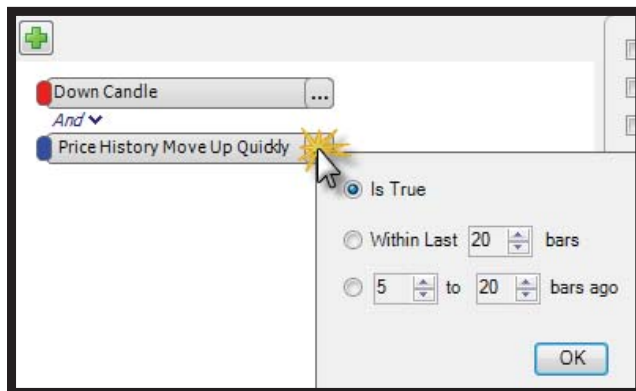 Down Candle ...
And
Price History Move Up Quickly
Is True
Within Last 20 bars
5 to 20 bars ago
OK